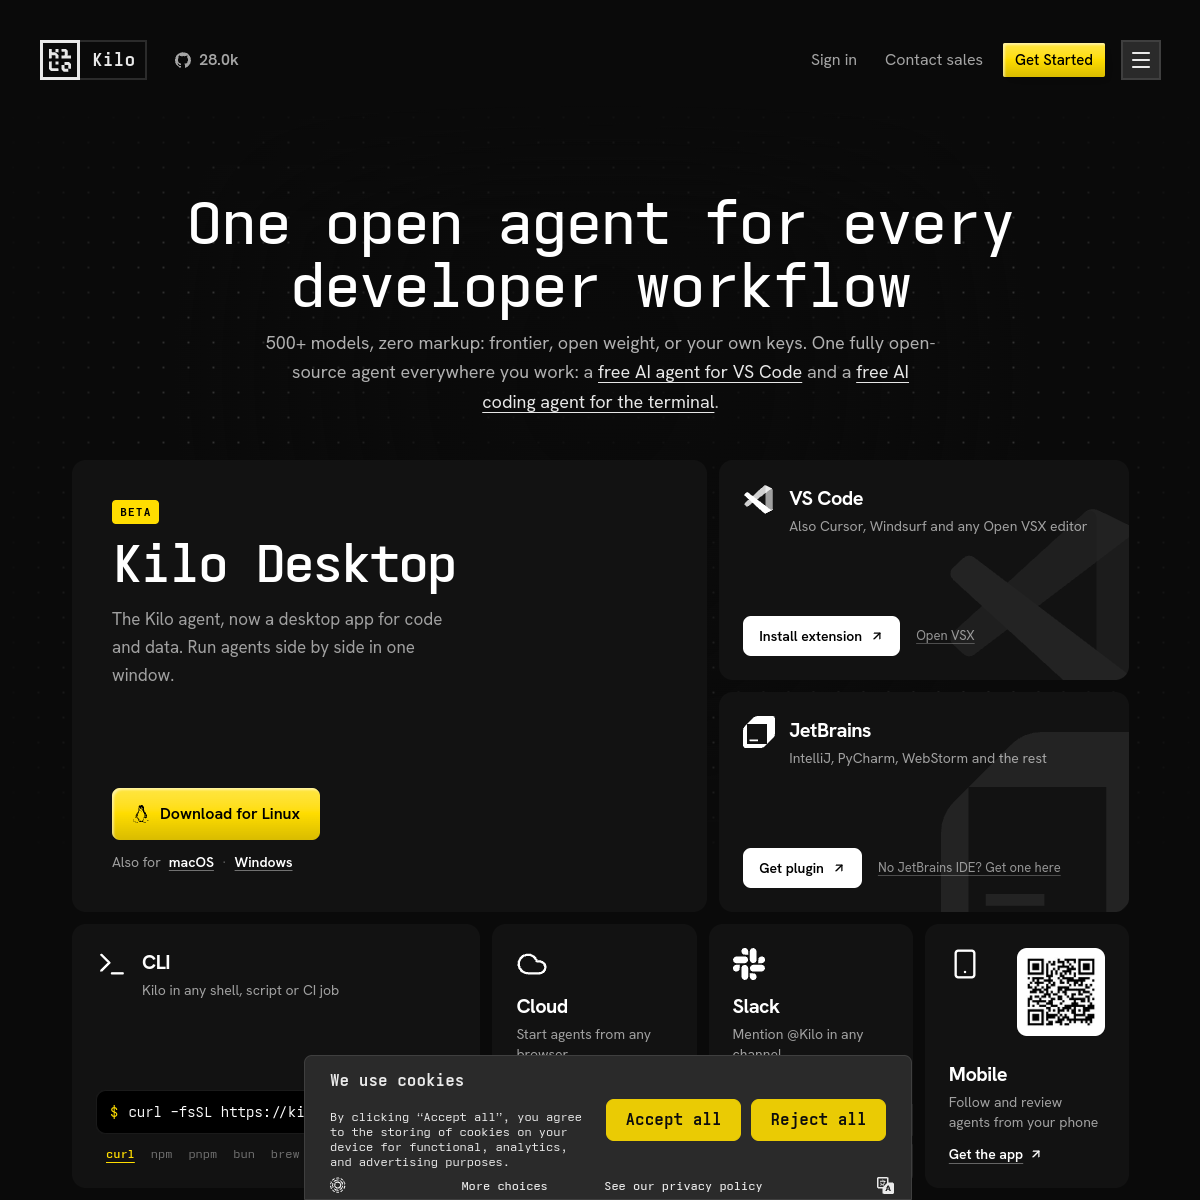 Kilo
28.0k
Sign in
Contact sales
Get Started
One open agent for every
developer workflow
500+ models, zero markup: frontier, open weight, or your own keys. One fully open-
source agent everywhere you work: a free AI agent for VS Code and a free AI
coding agent for the terminal.
BETA
Kilo Desktop
The Kilo agent, now a desktop app for code
and data. Run agents side by side in one
window.
Download for Linux
Also for macOS · Windows
VS Code
Also Cursor, Windsurf and any Open VSX editor
Install extension
Open VSX
JetBrains
IntelliJ, PyCharm, WebStorm and the rest
Get plugin
No JetBrains IDE? Get one here
CLI
Kilo in any shell, script or CI job
$ curl -fsSL https://ki
curl npm pnpm bun brew
Cloud
Start agents from any
browser
Slack
Mention @Kilo in any
channel
Mobile
Follow and review
agents from your phone
Get the app
We use cookies
By clicking “Accept all”, you agree
to the storing of cookies on your
device for functional, analytics,
and advertising purposes.
Accept all
Reject all
More choices
See our privacy policy